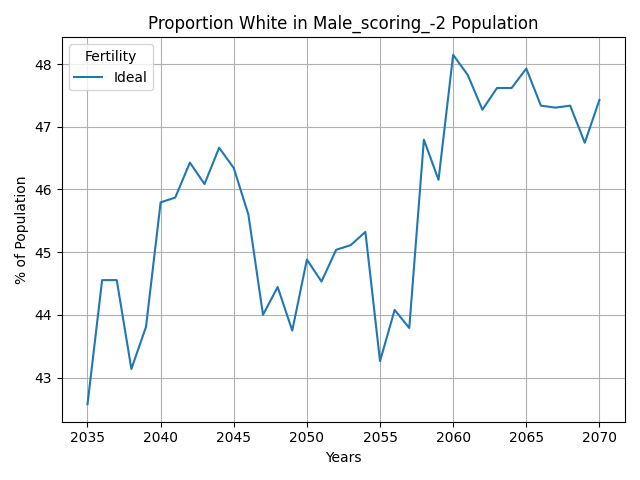 Proportion White in Male_scoring_-2 Population
Fertility
Ideal
% of Population
48
47
46
45
44
43
2035 2040 2045 2050 2055 2060 2065 2070
Years